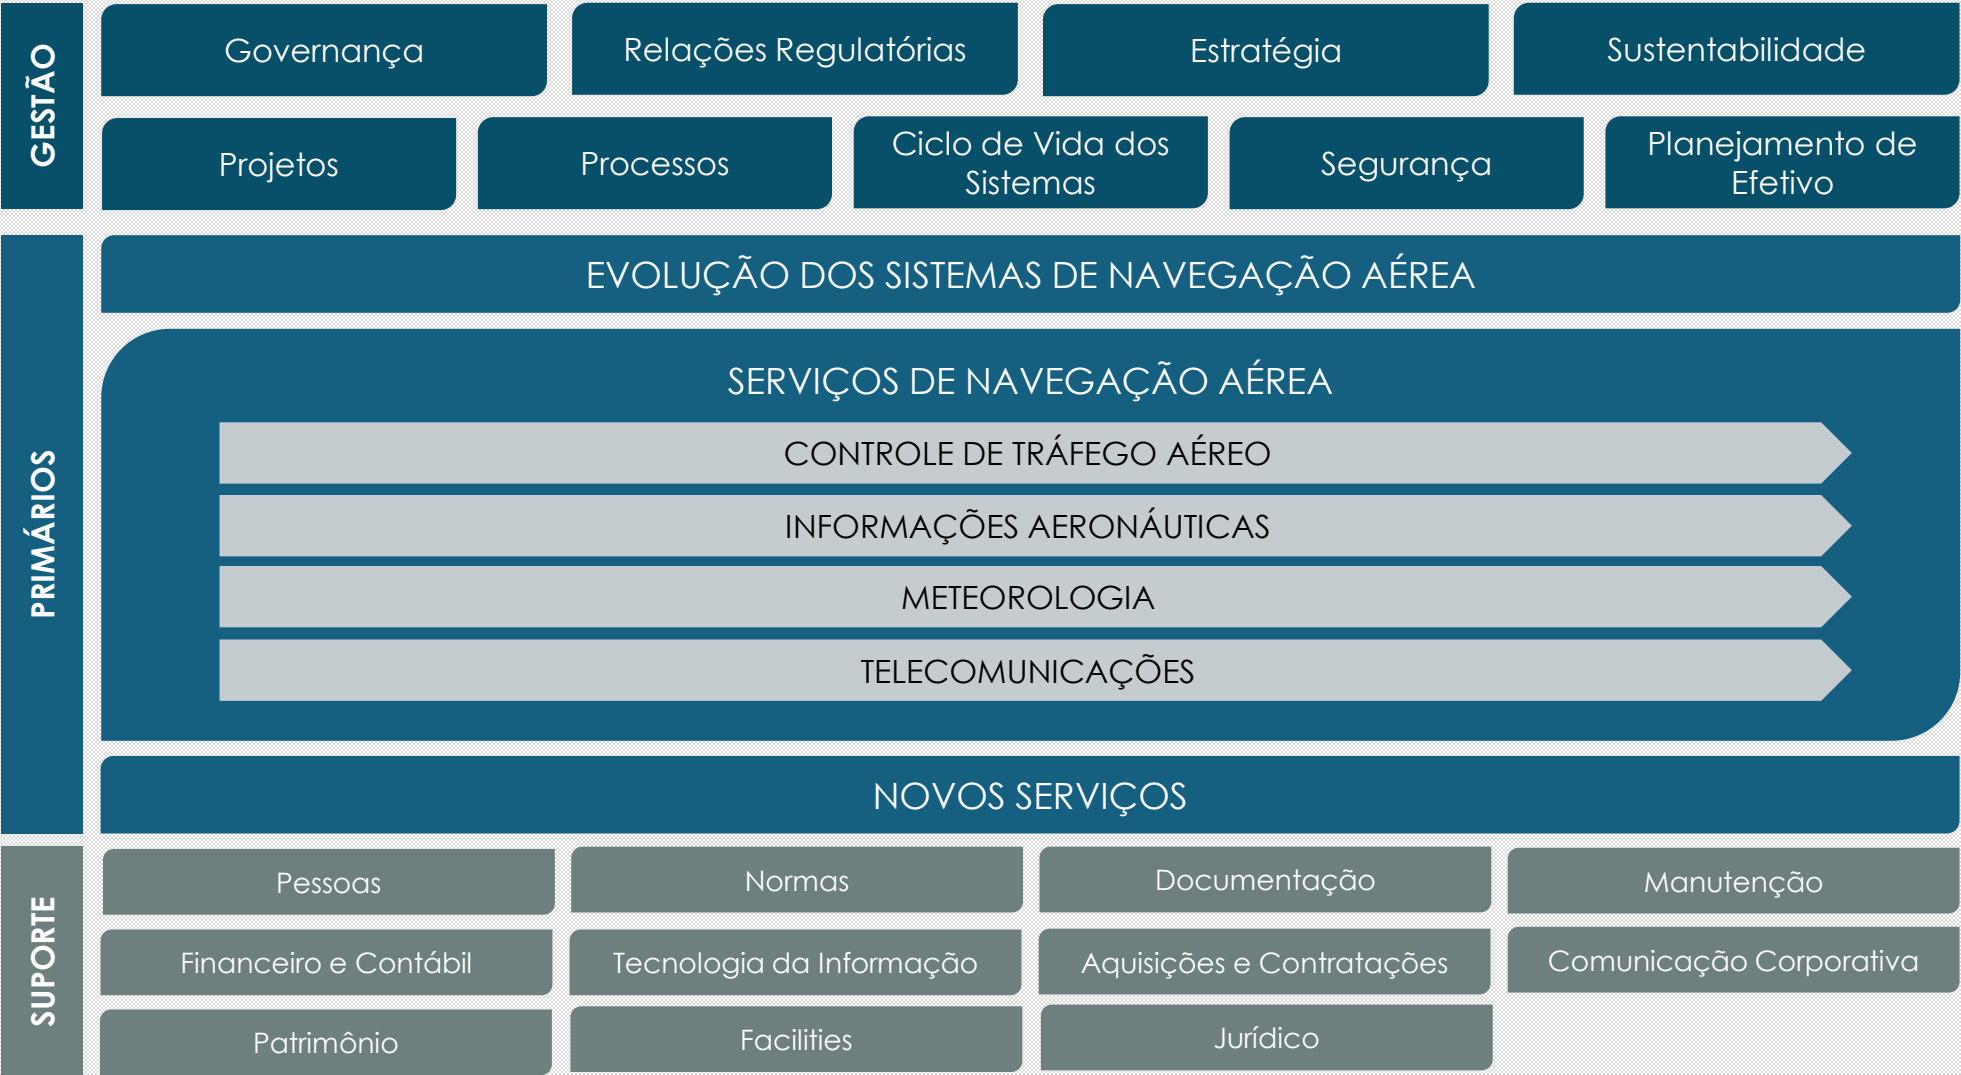 GESTÃO
Governança
Relações Regulatórias
Estratégia
Sustentabilidade
Projetos
Processos
Ciclo de Vida dos
Sistemas
Segurança
Planejamento de
Efetivo
PRIMÁRIOS
EVOLUÇÃO DOS SISTEMAS DE NAVEGAÇÃO AÉREA
SERVIÇOS DE NAVEGAÇÃO AÉREA
CONTROLE DE TRÁFEGO AÉREO
INFORMAÇÕES AERONÁUTICAS
METEOROLOGIA
TELECOMUNICAÇÕES
NOVOS SERVIÇOS
SUPORTE
Pessoas
Normas
Documentação
Manutenção
Financeiro e Contábil
Tecnologia da Informação
Aquisições e Contratações
Comunicação Corporativa
Patrimônio
Facilities
Jurídico